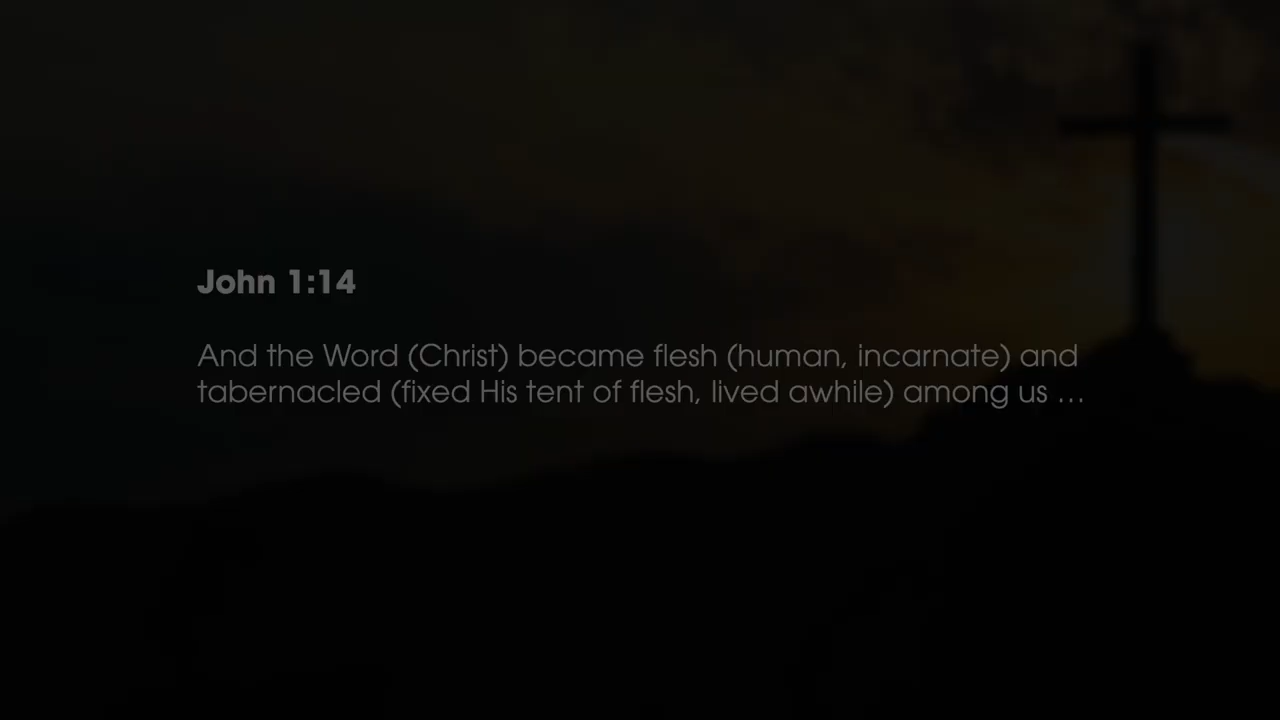 John 1:14
And the Word (Christ) became flesh (human, incarnate) and
tabernacled (fixed His tent of flesh, lived awhile) among us …